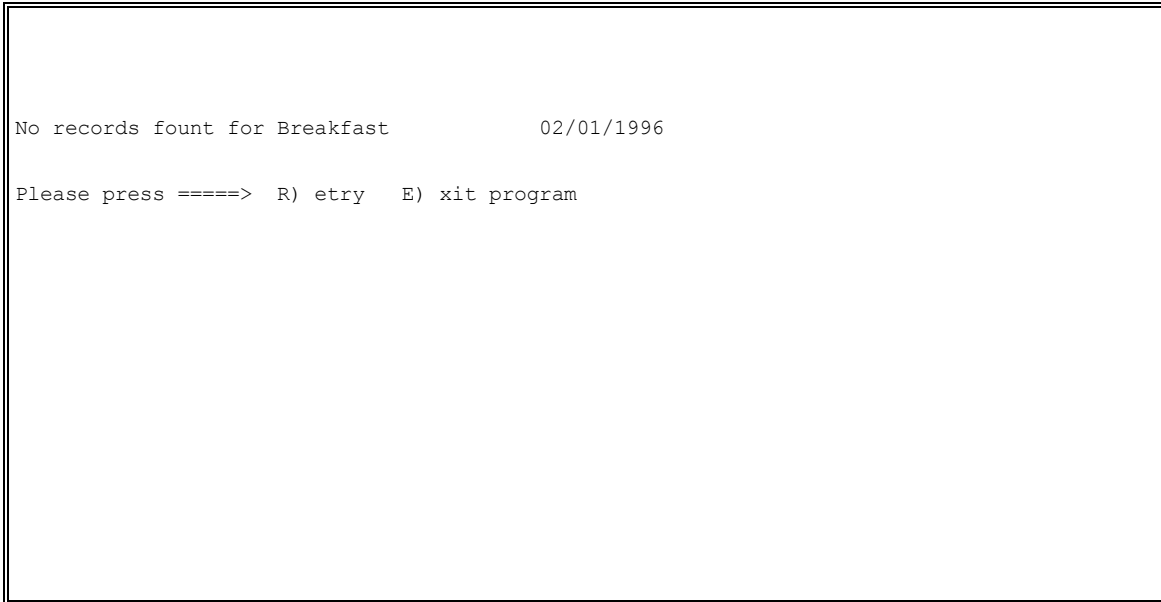 No records fount for Breakfast 02/01/1996
Please press =====> R) etry E) xit program